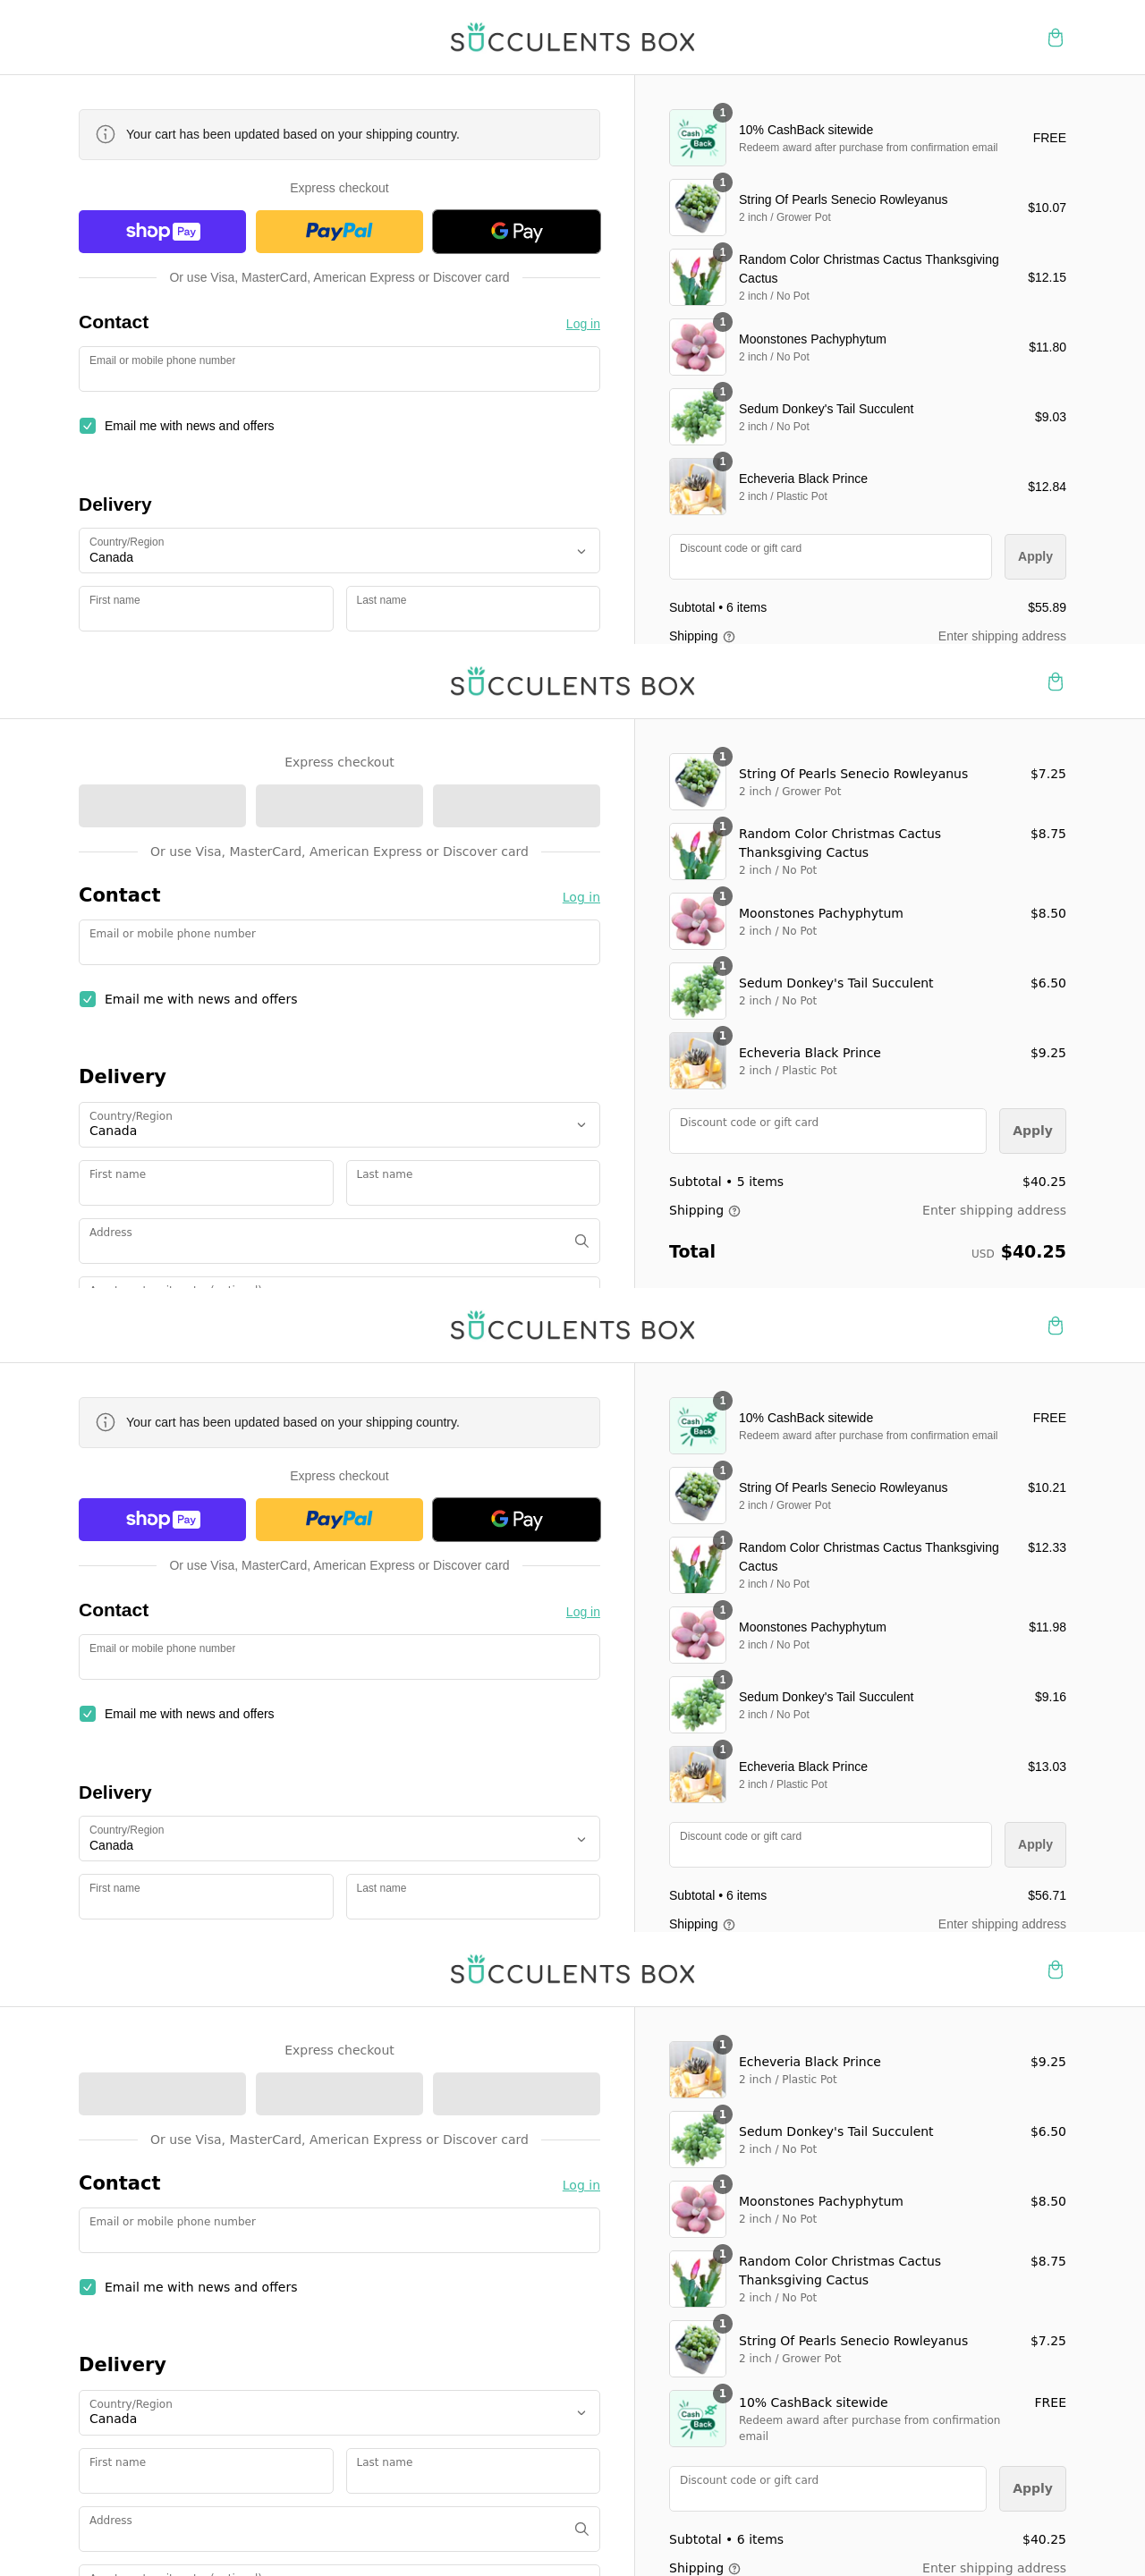 SUCCULENTS BOX
Your cart has been updated based on your shipping country.
Express checkout
shop Pay
PayPal
G Pay
Or use Visa, MasterCard, American Express or Discover card
Contact
Log in
Email or mobile phone number
Email me with news and offers
Delivery
Country/Region
Canada
First name
Last name
Cash
Back
1
10% CashBack sitewide
FREE
Redeem award after purchase from confirmation email
1
String Of Pearls Senecio Rowleyanus
$10.07
2 inch / Grower Pot
1
Random Color Christmas Cactus Thanksgiving
Cactus
$12.15
2 inch / No Pot
1
Moonstones Pachyphytum
$11.80
2 inch / No Pot
1
Sedum Donkey's Tail Succulent
$9.03
2 inch / No Pot
1
Echeveria Black Prince
$12.84
2 inch / Plastic Pot
Discount code or gift card
Apply
Subtotal • 6 items
$55.89
Shipping
Enter shipping address
SUCCULENTS BOX
Express checkout
Or use Visa, MasterCard, American Express or Discover card
Contact
Log in
Email or mobile phone number
Email me with news and offers
Delivery
Country/Region
Canada
First name
Last name
Address
1
String Of Pearls Senecio Rowleyanus
$7.25
2 inch / Grower Pot
1
Random Color Christmas Cactus
Thanksgiving Cactus
$8.75
2 inch / No Pot
1
Moonstones Pachyphytum
$8.50
2 inch / No Pot
1
Sedum Donkey's Tail Succulent
$6.50
2 inch / No Pot
1
Echeveria Black Prince
$9.25
2 inch / Plastic Pot
Discount code or gift card
Apply
Subtotal • 5 items
$40.25
Shipping
Enter shipping address
Total
USD $40.25
SUCCULENTS BOX
Your cart has been updated based on your shipping country.
Express checkout
shop Pay
PayPal
G Pay
Or use Visa, MasterCard, American Express or Discover card
Contact
Log in
Email or mobile phone number
Email me with news and offers
Delivery
Country/Region
Canada
First name
Last name
Cash
Back
1
10% CashBack sitewide
FREE
Redeem award after purchase from confirmation email
1
String Of Pearls Senecio Rowleyanus
$10.21
2 inch / Grower Pot
1
Random Color Christmas Cactus Thanksgiving
Cactus
$12.33
2 inch / No Pot
1
Moonstones Pachyphytum
$11.98
2 inch / No Pot
1
Sedum Donkey's Tail Succulent
$9.16
2 inch / No Pot
1
Echeveria Black Prince
$13.03
2 inch / Plastic Pot
Discount code or gift card
Apply
Subtotal • 6 items
$56.71
Shipping
Enter shipping address
SUCCULENTS BOX
Express checkout
Or use Visa, MasterCard, American Express or Discover card
Contact
Log in
Email or mobile phone number
Email me with news and offers
Delivery
Country/Region
Canada
First name
Last name
Address
1
Echeveria Black Prince
$9.25
2 inch / Plastic Pot
1
Sedum Donkey's Tail Succulent
$6.50
2 inch / No Pot
1
Moonstones Pachyphytum
$8.50
2 inch / No Pot
1
Random Color Christmas Cactus
Thanksgiving Cactus
$8.75
2 inch / No Pot
1
String Of Pearls Senecio Rowleyanus
$7.25
2 inch / Grower Pot
Cash
Back
1
10% CashBack sitewide
FREE
Redeem award after purchase from confirmation
email
Discount code or gift card
Apply
Subtotal • 6 items
$40.25
Shipping
Enter shipping address